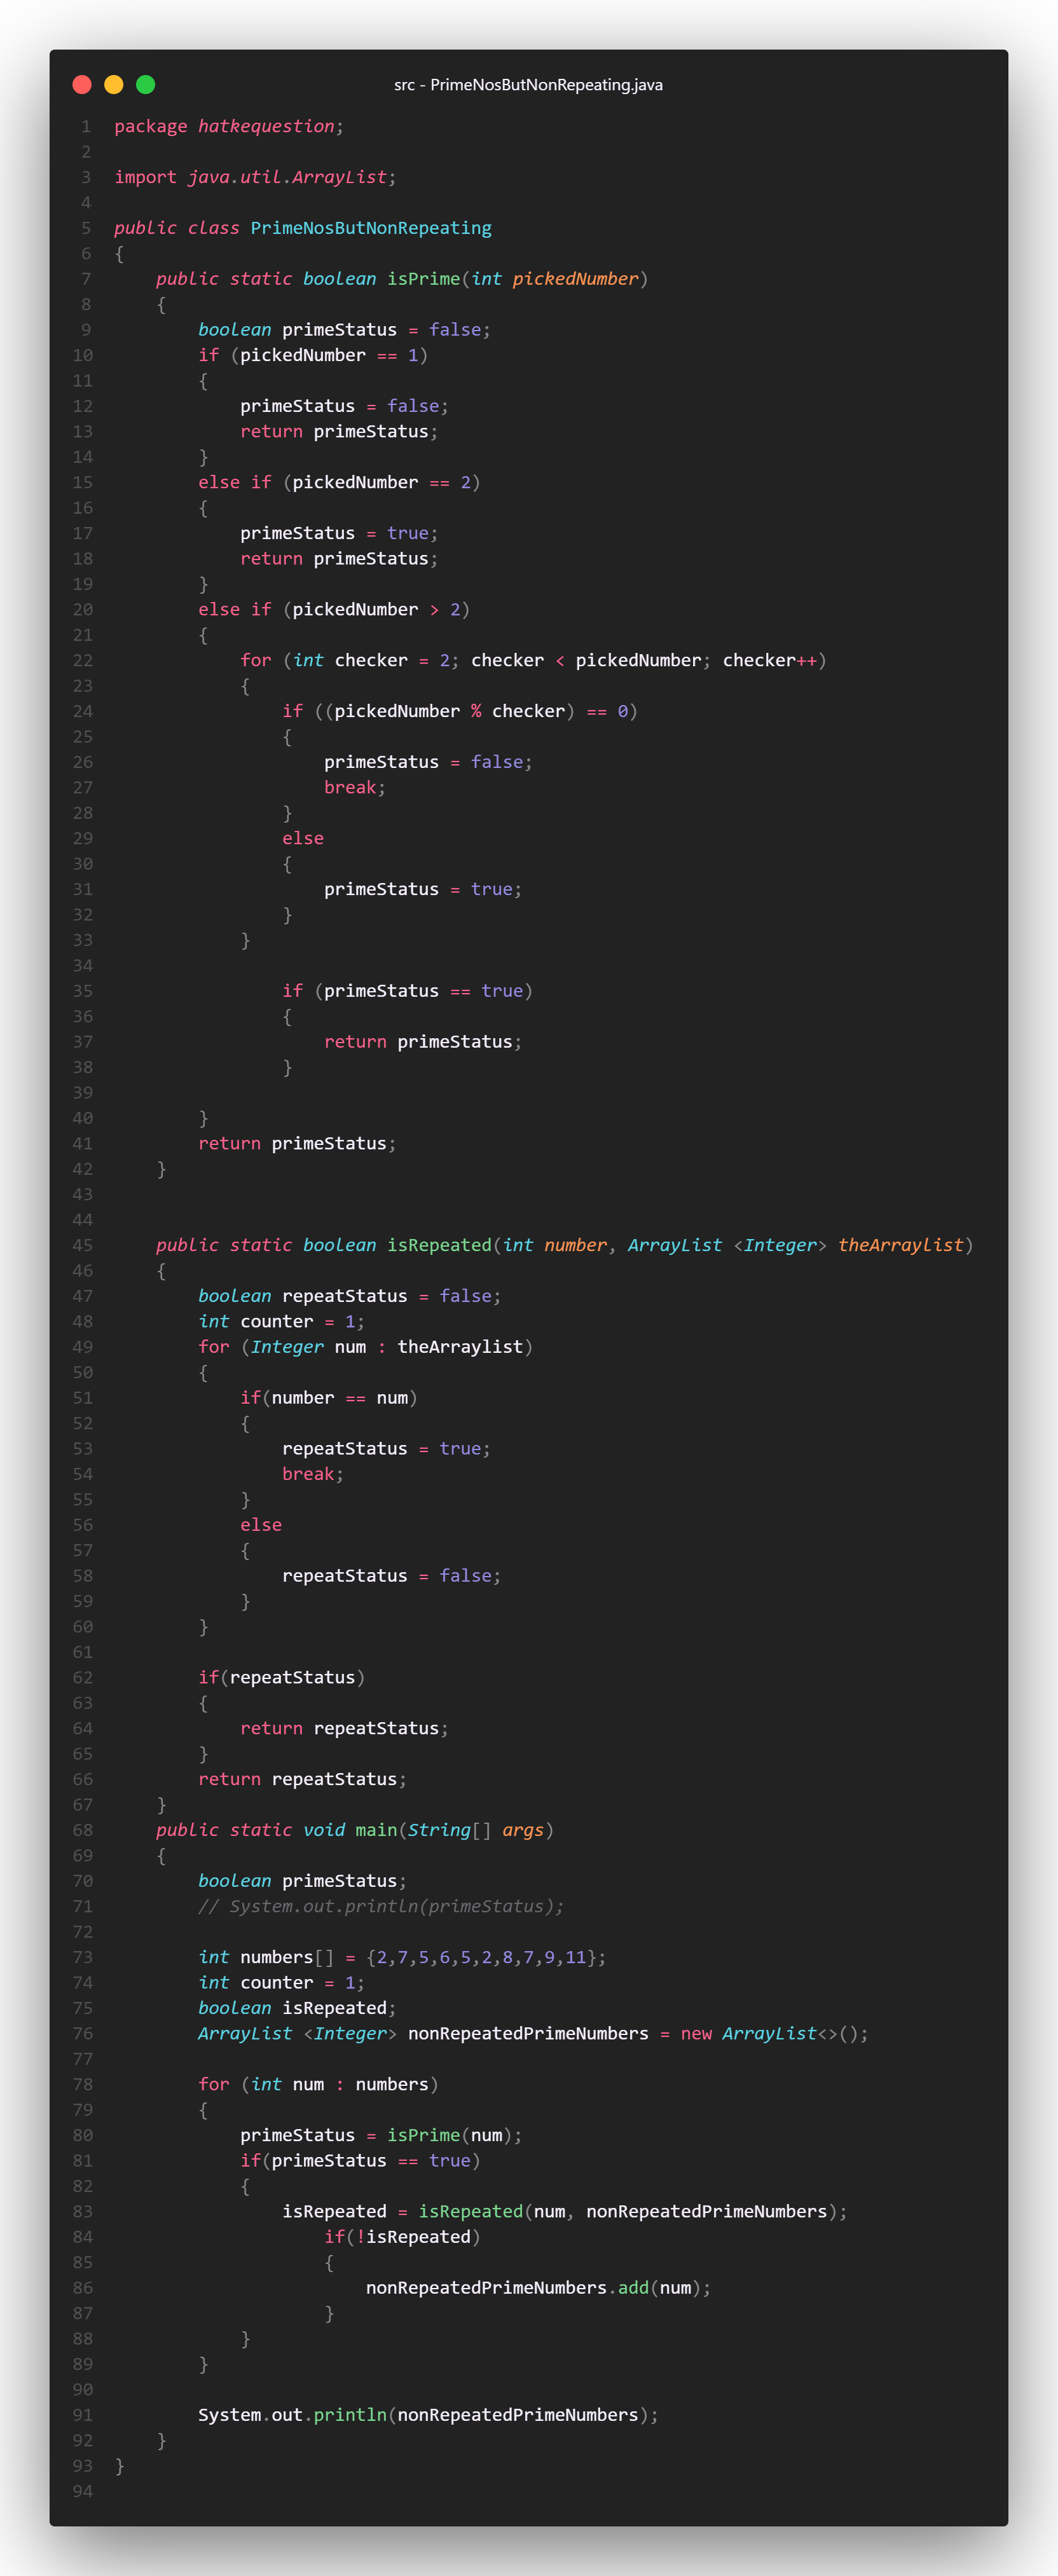 src - PrimeNosButNonRepeating.java
1 package hatkequestion;
2
3 import java.util.ArrayList;
4
5 public class PrimeNosButNonRepeating
6 {
7     public static boolean isPrime(int pickedNumber)
8     {
9         boolean primeStatus = false;
10         if (pickedNumber == 1)
11         {
12             primeStatus = false;
13             return primeStatus;
14         }
15         else if (pickedNumber == 2)
16         {
17             primeStatus = true;
18             return primeStatus;
19         }
20         else if (pickedNumber > 2)
21         {
22             for (int checker = 2; checker < pickedNumber; checker++)
23             {
24                 if ((pickedNumber % checker) == 0)
25                 {
26                     primeStatus = false;
27                     break;
28                 }
29                 else
30                 {
31                     primeStatus = true;
32                 }
33             }
34
35                 if (primeStatus == true)
36                 {
37                     return primeStatus;
38                 }
39
40         }
41         return primeStatus;
42     }
43
44
45     public static boolean isRepeated(int number, ArrayList <Integer> theArraylist)
46     {
47         boolean repeatStatus = false;
48         int counter = 1;
49         for (Integer num : theArraylist)
50         {
51             if(number == num)
52             {
53                 repeatStatus = true;
54                 break;
55             }
56             else
57             {
58                 repeatStatus = false;
59             }
60         }
61
62         if(repeatStatus)
63         {
64             return repeatStatus;
65         }
66         return repeatStatus;
67     }
68     public static void main(String[] args)
69     {
70         boolean primeStatus;
71         // System.out.println(primeStatus);
72
73         int numbers[] = {2,7,5,6,5,2,8,7,9,11};
74         int counter = 1;
75         boolean isRepeated;
76         ArrayList <Integer> nonRepeatedPrimeNumbers = new ArrayList<>();
77
78         for (int num : numbers)
79         {
80             primeStatus = isPrime(num);
81             if(primeStatus == true)
82             {
83                 isRepeated = isRepeated(num, nonRepeatedPrimeNumbers);
84                     if(!isRepeated)
85                     {
86                         nonRepeatedPrimeNumbers.add(num);
87                     }
88             }
89         }
90
91         System.out.println(nonRepeatedPrimeNumbers);
92     }
93 }
94